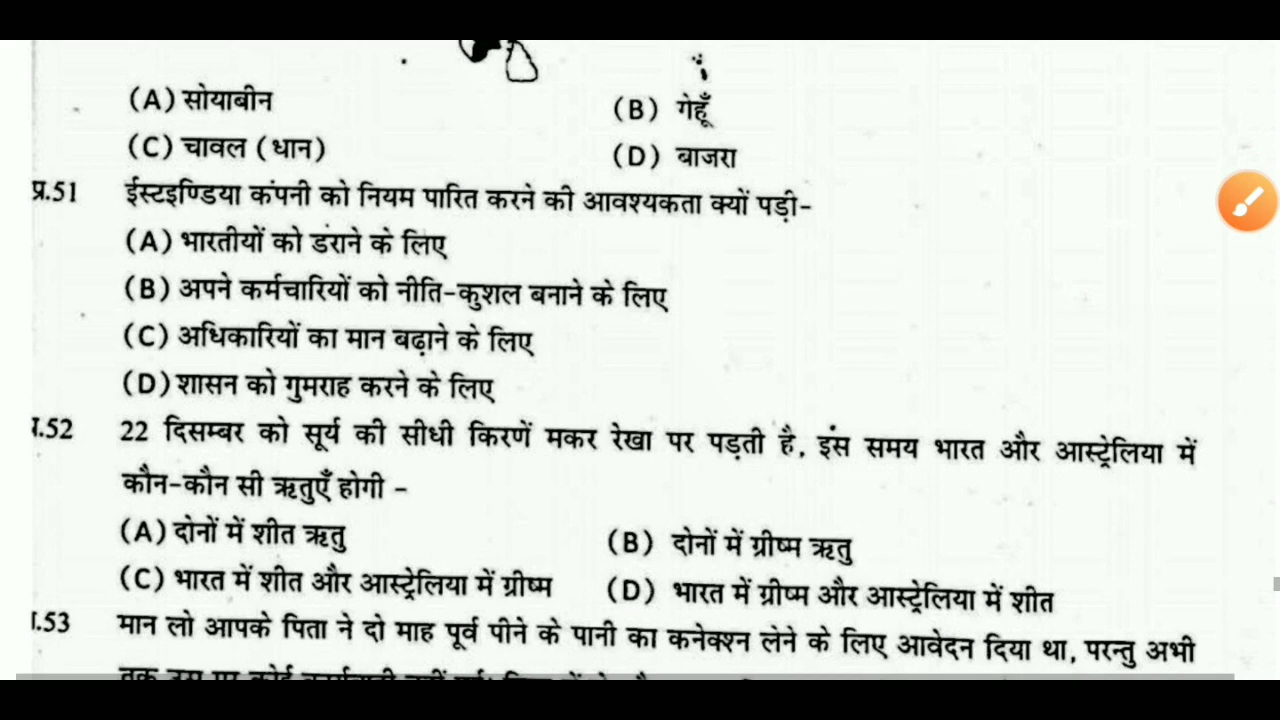 (A) सोयाबीन (B) गेहूँ
(C) चावल (धान) (D) बाजरा
प्र.51 ईस्टइण्डिया कंपनी को नियम पारित करने की आवश्यकता क्यों पड़ी-
(A) भारतीयों को डराने के लिए
(B) अपने कर्मचारियों को नीति-कुशल बनाने के लिए
(C) अधिकारियों का मान बढ़ाने के लिए
(D) शासन को गुमराह करने के लिए
.52 22 दिसम्बर को सूर्य की सीधी किरणें मकर रेखा पर पड़ती है, इस समय भारत और आस्ट्रेलिया में
कौन-कौन सी ऋतुएँ होगी -
(A) दोनों में शीत ऋतु (B) दोनों में ग्रीष्म ऋतु
(C) भारत में शीत और आस्ट्रेलिया में ग्रीष्म (D) भारत में ग्रीष्म और आस्ट्रेलिया में शीत
.53 मान लो आपके पिता ने दो माह पूर्व पीने के पानी का कनेक्श्न लेने के लिए आवेदन दिया था, परन्तु अभी